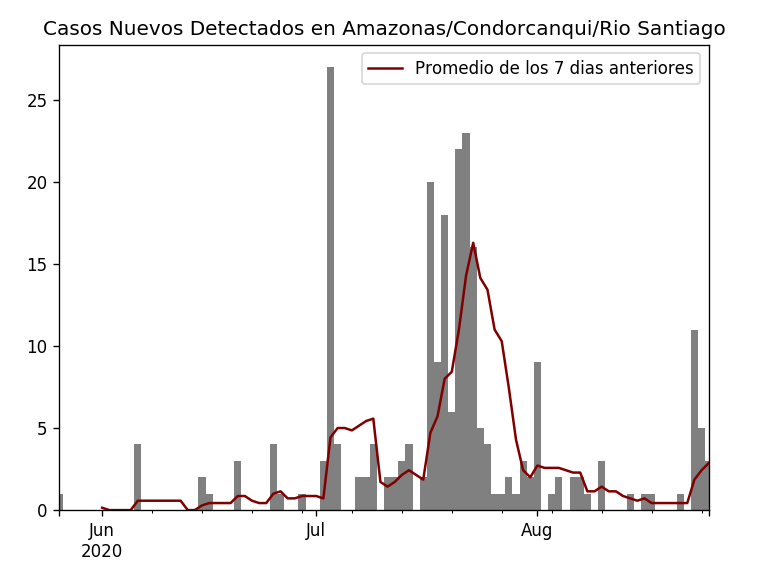 Casos Nuevos Detectados en Amazonas/Condorcanqui/Rio Santiago
Promedio de los 7 dias anteriores
25
20
15
10
5
0
Jun
2020
Jul
Aug